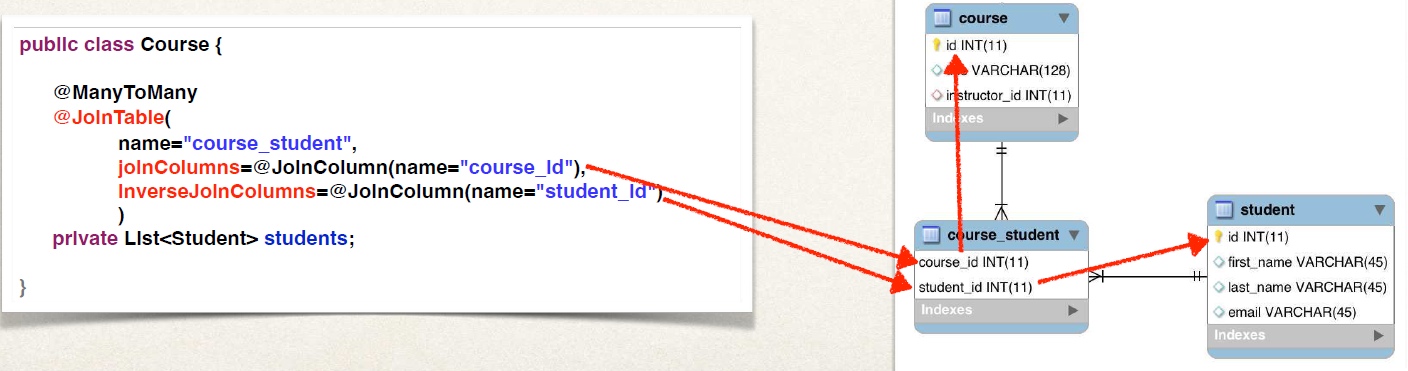 public class Course {
@ManyToMany
@JoinTable(
name="course_student",
joinColumns=@JoinColumn(name="course_id"),
inverseJoinColumns=@JoinColumn(name="student_id")
)
private List<Student> students;
}
course
id INT(11)
VARCHAR(128)
instructor_id INT(11)
Indexes
course_student
course_id INT(11)
student_id INT(11)
Indexes
student
id INT(11)
first_name VARCHAR(45)
last_name VARCHAR(45)
email VARCHAR(45)
Indexes